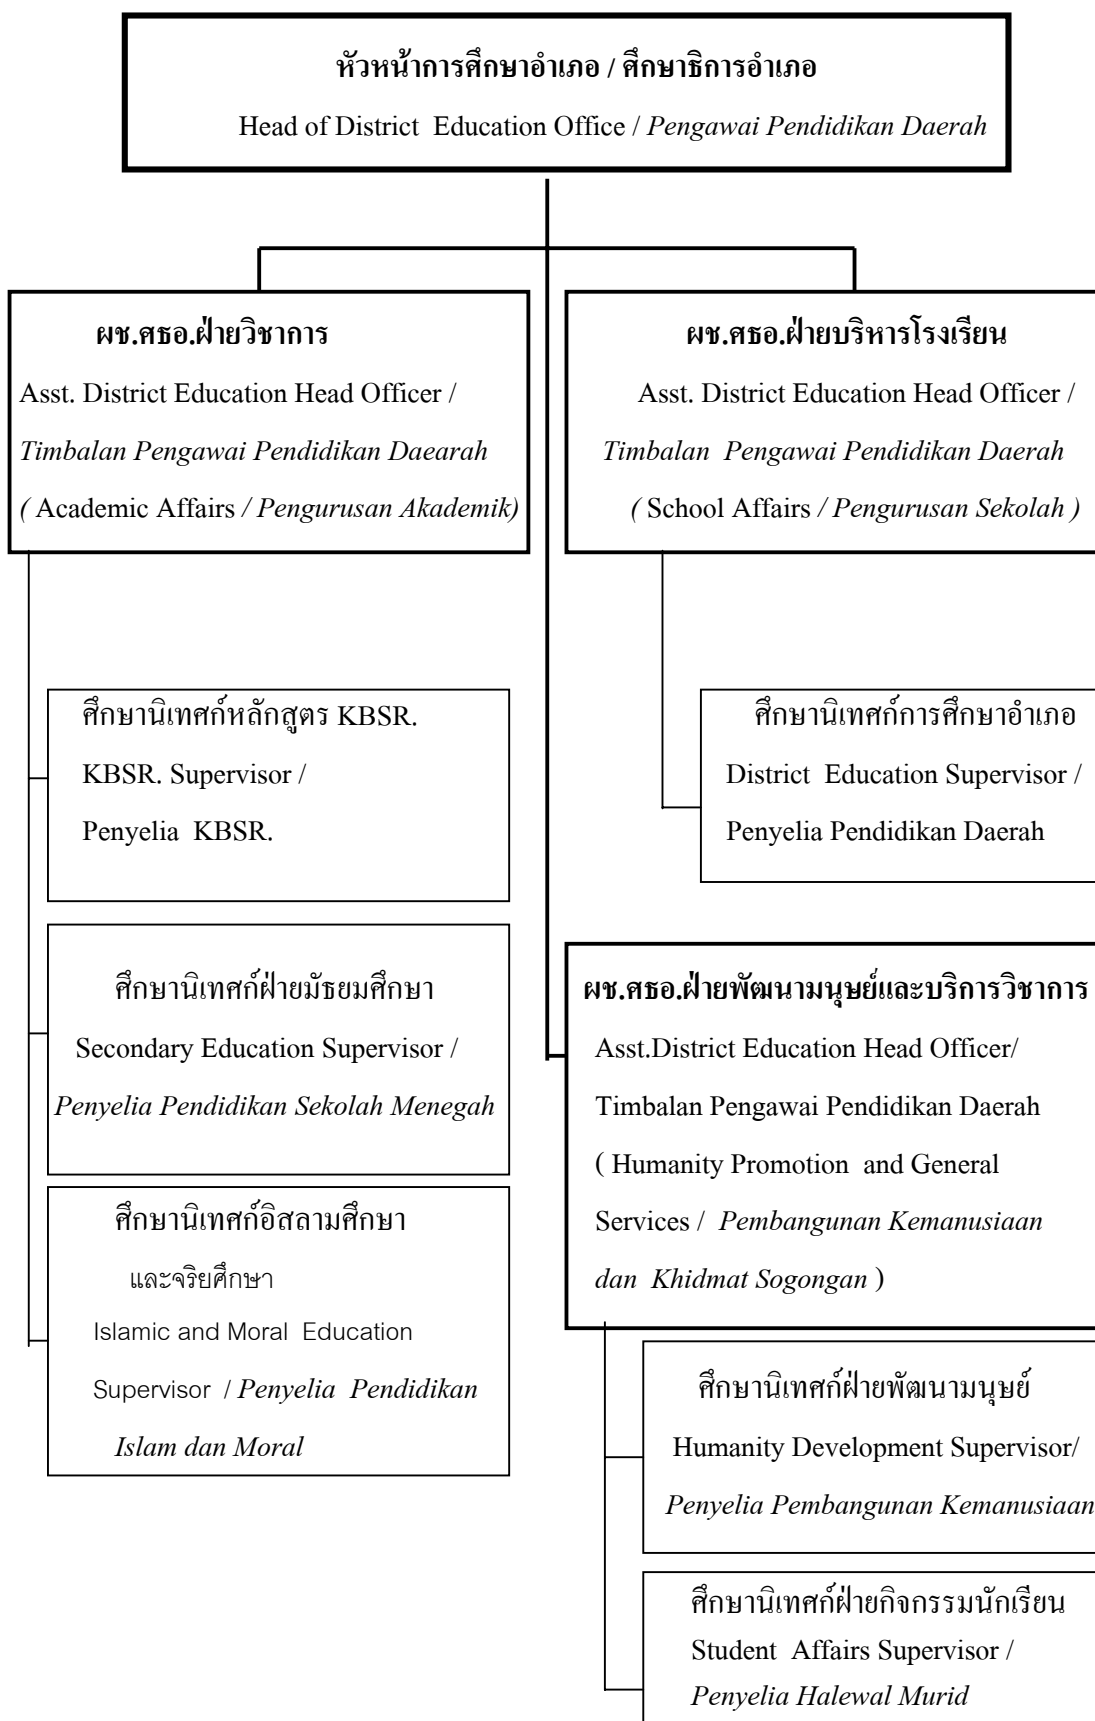 หัวหน้าการศึกษาอำเภอ / ศึกษาธิการอำเภอ
Head of District Education Office / Pengawai Pendidikan Daerah
ผช.ศธอ.ฝ่ายวิชาการ
Asst. District Education Head Officer /
Timbalan Pengawai Pendidikan Daearah
( Academic Affairs / Pengurusan Akademik)
ผช.ศธอ.ฝ่ายบริหารโรงเรียน
Asst. District Education Head Officer /
Timbalan Pengawai Pendidikan Daerah
( School Affairs / Pengurusan Sekolah )
ศึกษานิเทศก์หลักสูตร KBSR.
KBSR. Supervisor /
Penyelia KBSR.
ศึกษานิเทศก์การศึกษาอำเภอ
District Education Supervisor /
Penyelia Pendidikan Daerah
ศึกษานิเทศก์ฝ่ายมัธยมศึกษา
Secondary Education Supervisor /
Penyelia Pendidikan Sekolah Menegah
ศึกษานิเทศก์อิสลามศึกษา
และจริยศึกษา
Islamic and Moral Education
Supervisor / Penyelia Pendidikan
Islam dan Moral
ผช.ศธอ.ฝ่ายพัฒนามนุษย์และบริการวิชาการ
Asst.District Education Head Officer/
Timbalan Pengawai Pendidikan Daerah
( Humanity Promotion and General
Services / Pembangunan Kemanusiaan
dan Khidmat Sogongan )
ศึกษานิเทศก์ฝ่ายพัฒนามนุษย์
Humanity Development Supervisor/
Penyelia Pembangunan Kemanusiaan
ศึกษานิเทศก์ฝ่ายกิจกรรมนักเรียน
Student Affairs Supervisor /
Penyelia Halewal Murid